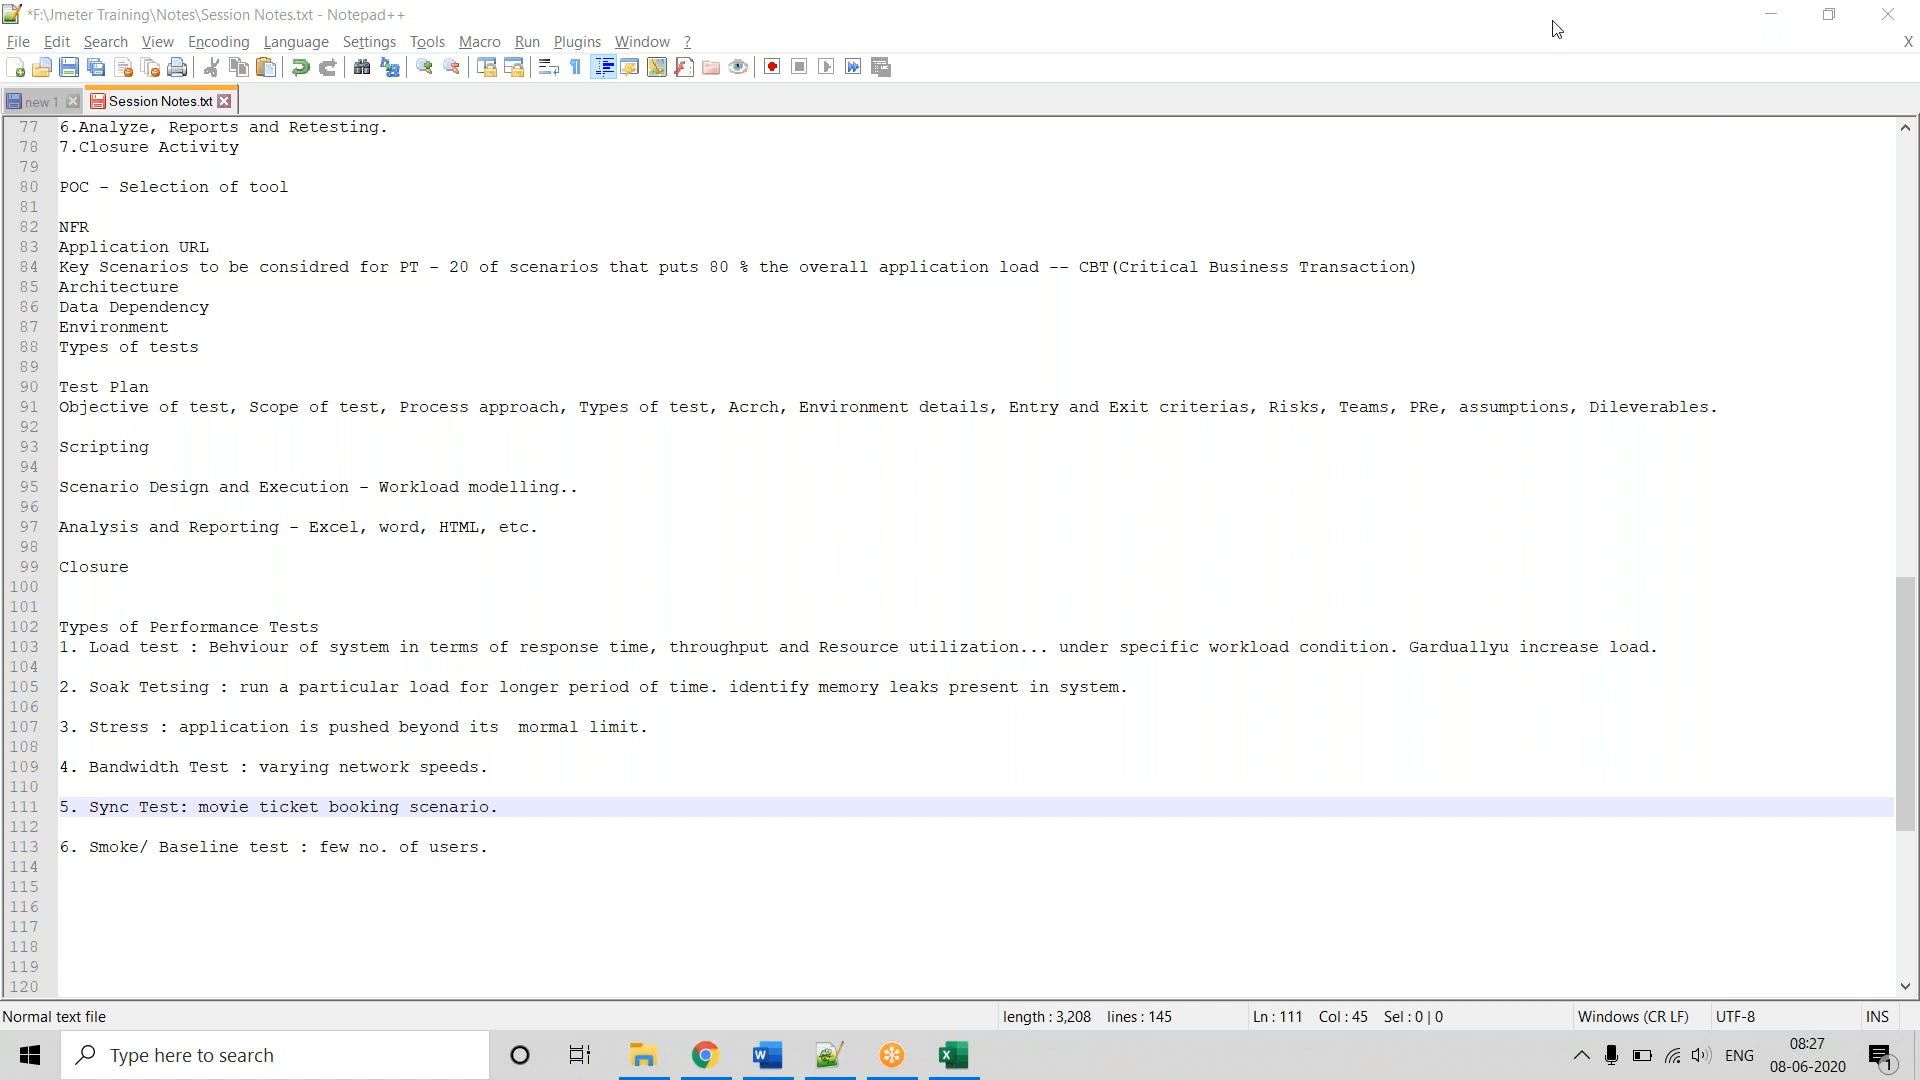 *F:\Jmeter Training\Notes\Session Notes.txt - Notepad++
File Edit Search View Encoding Language Settings Tools Macro Run Plugins Window ? X
new 1 Session Notes.txt
77 6.Analyze, Reports and Retesting.
78 7.Closure Activity
79
80 POC - Selection of tool
81
82 NFR
83 Application URL
84 Key Scenarios to be considred for PT - 20 of scenarios that puts 80 % the overall application load -- CBT(Critical Business Transaction)
85 Architecture
86 Data Dependency
87 Environment
88 Types of tests
89
90 Test Plan
91 Objective of test, Scope of test, Process approach, Types of test, Acrch, Environment details, Entry and Exit criterias, Risks, Teams, PRe, assumptions, Dileverables.
92
93 Scripting
94
95 Scenario Design and Execution - Workload modelling..
96
97 Analysis and Reporting - Excel, word, HTML, etc.
98
99 Closure
100
101
102 Types of Performance Tests
103 1. Load test : Behviour of system in terms of response time, throughput and Resource utilization... under specific workload condition. Garduallyu increase load.
104
105 2. Soak Tetsing : run a particular load for longer period of time. identify memory leaks present in system.
106
107 3. Stress : application is pushed beyond its  mormal limit.
108
109 4. Bandwidth Test : varying network speeds.
110
111 5. Sync Test: movie ticket booking scenario.
112
113 6. Smoke/ Baseline test : few no. of users.
114
115
116
117
118
119
120
Normal text file length : 3,208 lines : 145 Ln : 111 Col : 45 Sel : 0 | 0 Windows (CR LF) UTF-8 INS
Type here to search ENG 08:27
08-06-2020 1